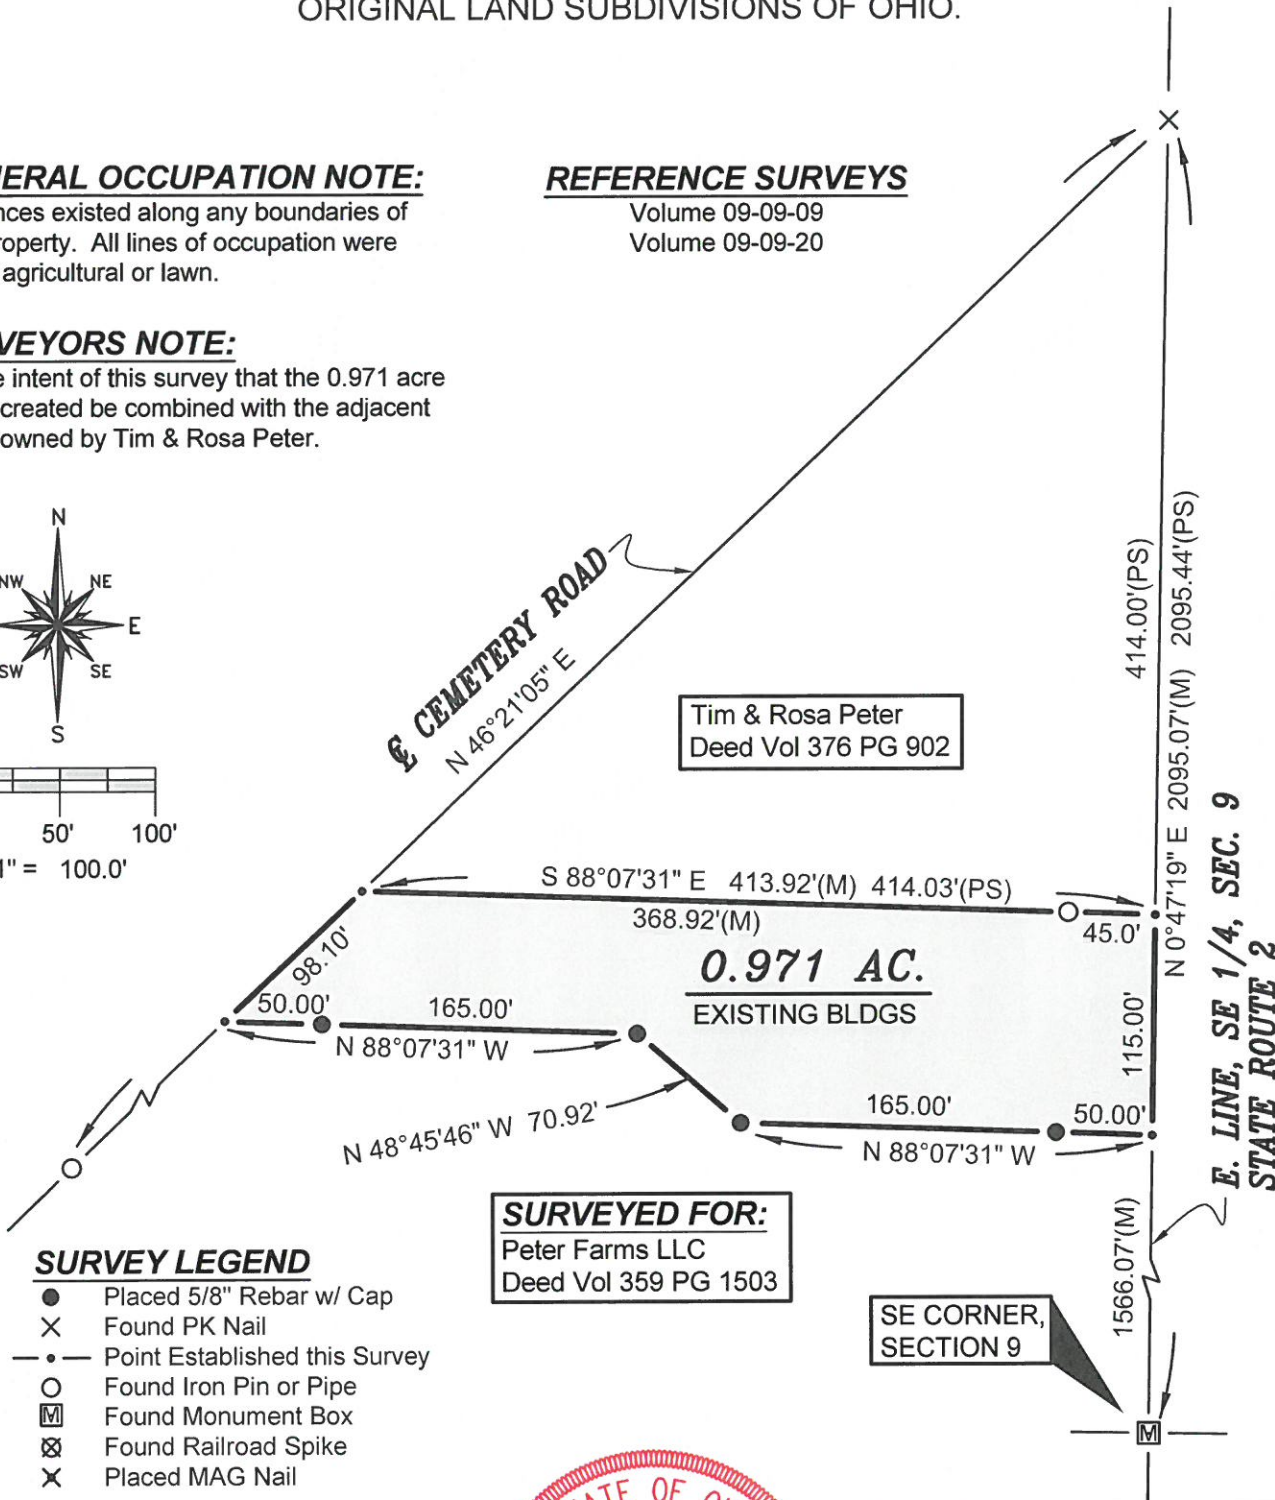 ORIGINAL LAND SUBDIVISIONS OF OHIO.
ERAL OCCUPATION NOTE:
nces existed along any boundaries of
roperty. All lines of occupation were
agricultural or lawn.
REFERENCE SURVEYS
Volume 09-09-09
Volume 09-09-20
VEYORS NOTE:
e intent of this survey that the 0.971 acre
created be combined with the adjacent
owned by Tim & Rosa Peter.
N
NW NE
E
SW SE
S
50' 100'
1" = 100.0'
℄ CEMETERY ROAD
N 46°21'05" E
Tim & Rosa Peter
Deed Vol 376 PG 902
414.00'(PS)
N 0°47'19" E 2095.07'(M) 2095.44'(PS)
E. LINE, SE 1/4, SEC. 9
STATE ROUTE 2
S 88°07'31" E 413.92'(M) 414.03'(PS)
368.92'(M)
45.0'
98.10'
0.971 AC.
EXISTING BLDGS
50.00' 165.00'
N 88°07'31" W
115.00'
N 48°45'46" W 70.92'
165.00' 50.00'
N 88°07'31" W
1566.07'(M)
SURVEYED FOR:
Peter Farms LLC
Deed Vol 359 PG 1503
SE CORNER,
SECTION 9
M
SURVEY LEGEND
Placed 5/8" Rebar w/ Cap
Found PK Nail
Point Established this Survey
Found Iron Pin or Pipe
M Found Monument Box
Found Railroad Spike
Placed MAG Nail
ATE OF O